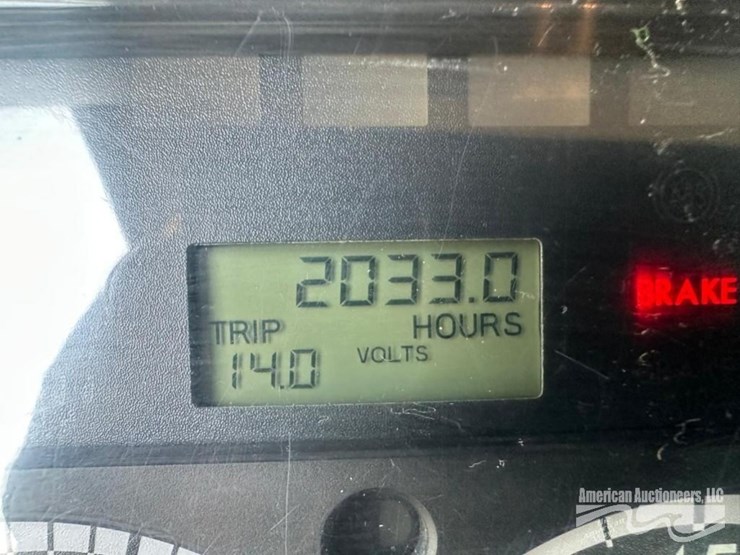 2033.0
TRIP HOURS
14.0 VOLTS
BRAKE
American Auctioneers, LLC